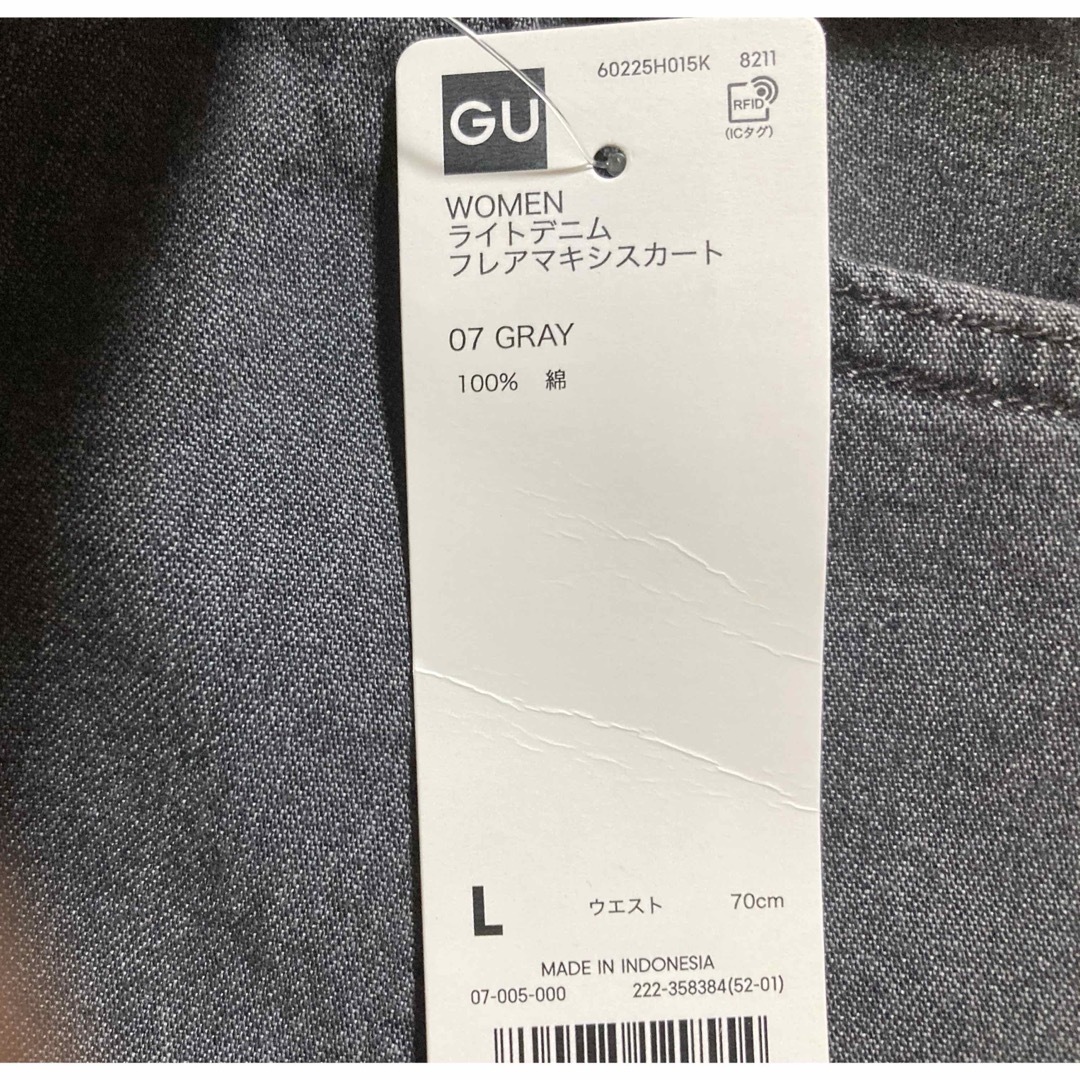 60225H015K 8211
GU
RFID
(ICタグ)
WOMEN
ライトデニム
フレアマキシスカート
07 GRAY
100% 綿
L ウエスト 70cm
MADE IN INDONESIA
07-005-000 222-358384(52-01)